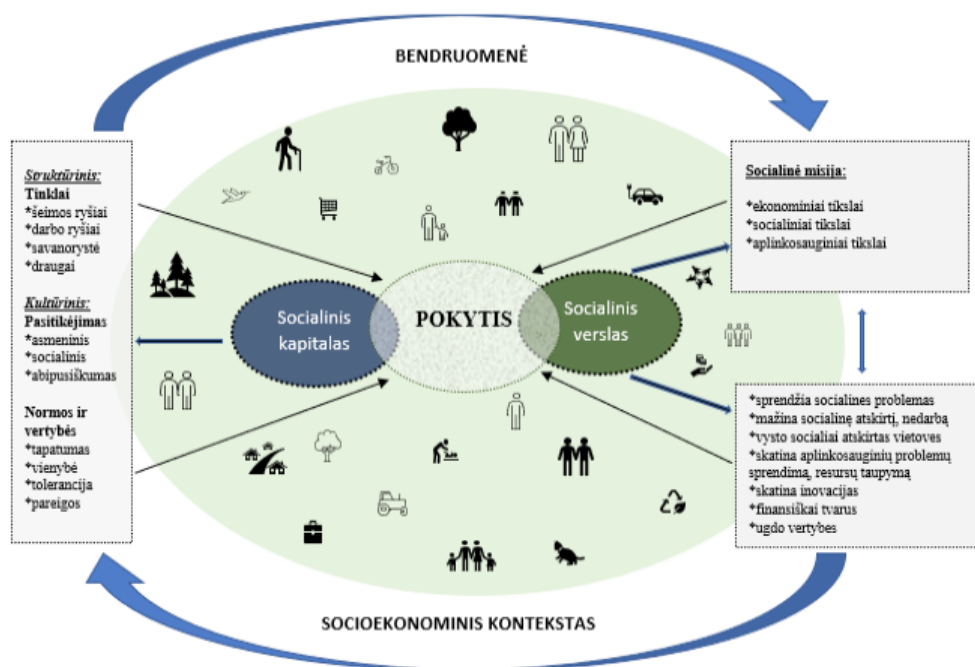 BENDRUOMENĖ
Struktūrinis:
Tinklai
*šeimos ryšiai
*darbo ryšiai
*savanorystė
*draugai
Kultūrinis:
Pasitikėjimas
*asmeninis
*socialinis
*abipusiškumas
Normos ir
vertybės
*tapatumas
*vienybė
*tolerancija
*pareigos
Socialinis
kapitalas
POKYTIS
Socialinis
verslas
Socialinė misija:
*ekonominiai tikslai
*socialiniai tikslai
*aplinkosauginiai tikslai
*sprendžia socialines problemas
*mažina socialinę atskirtį, nedarbą
*vysto socialiai atskirtas vietoves
*skatina aplinkosauginių problemų
sprendimą, resursų taupymą
*skatina inovacijas
*finansiškai tvarus
*ugdo vertybes
SOCIOEKONOMINIS KONTEKSTAS